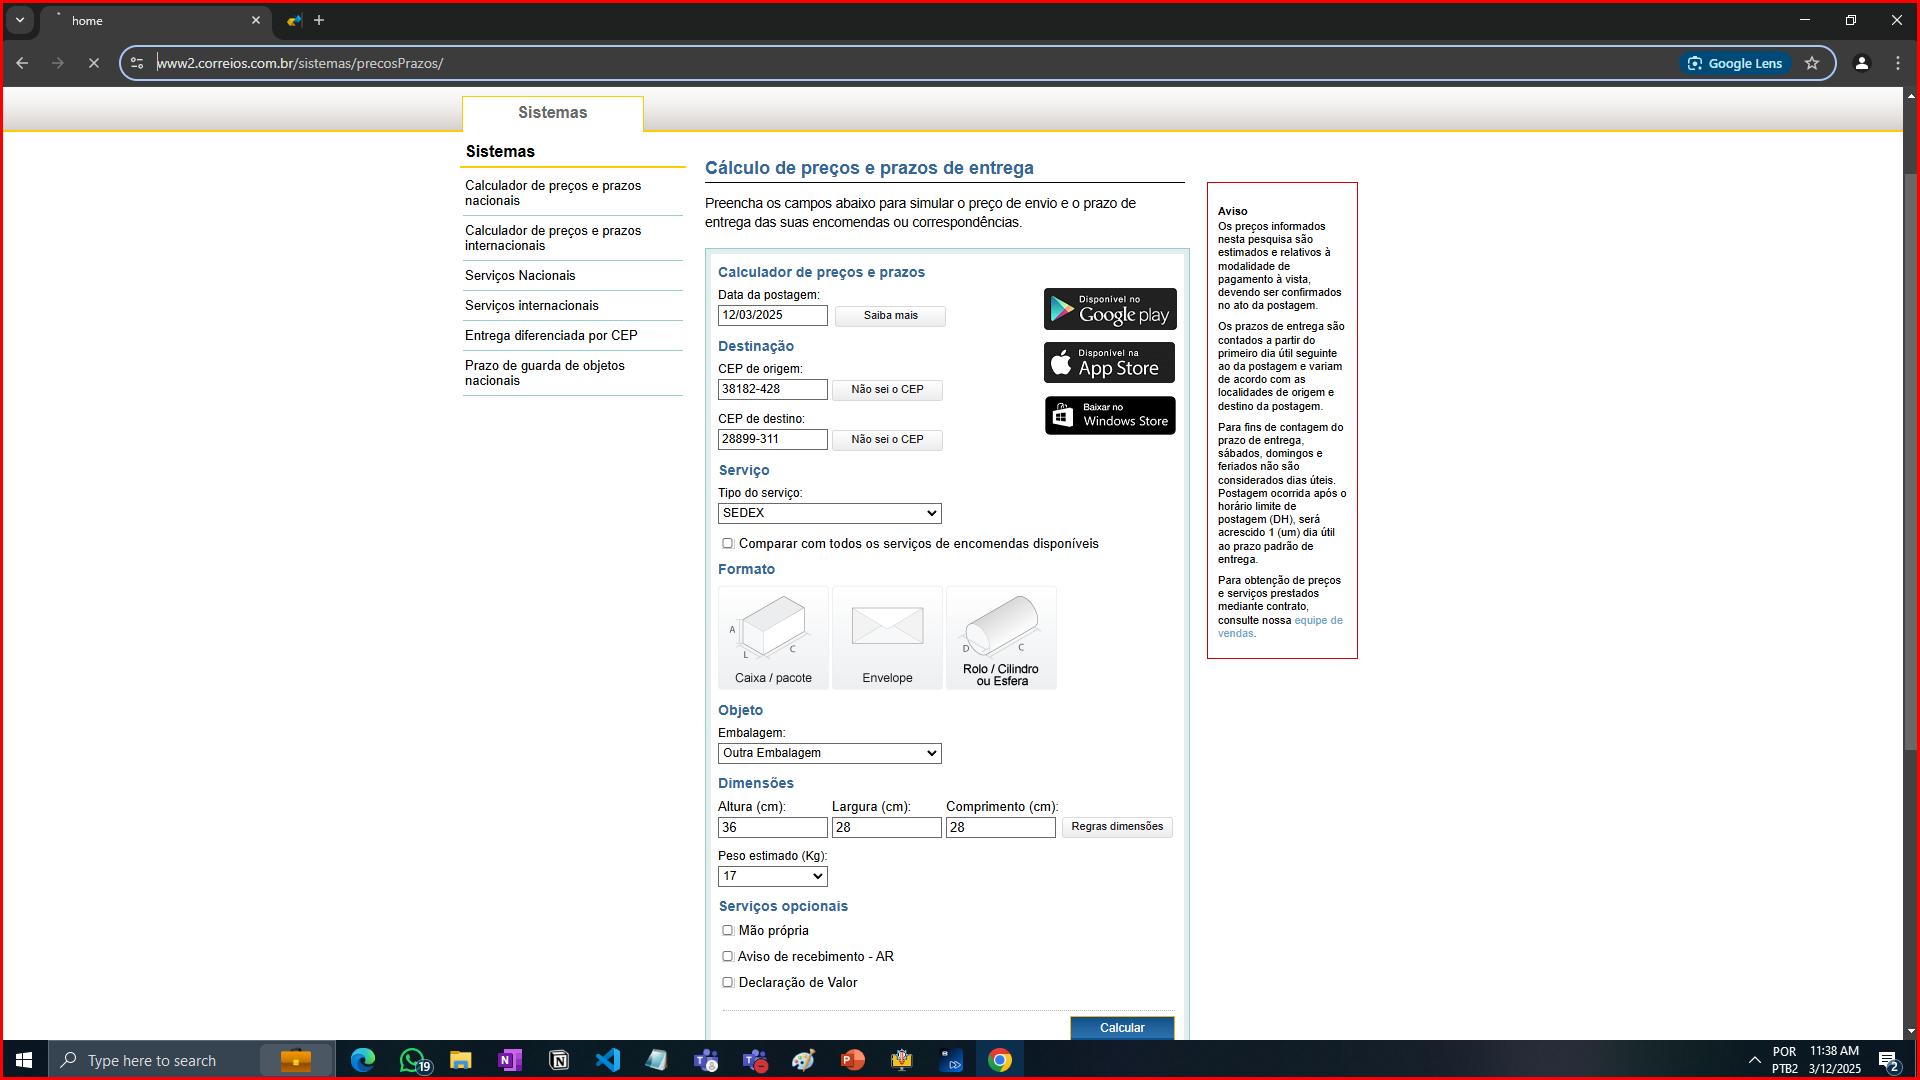 home
www2.correios.com.br/sistemas/precosPrazos/
Google Lens
Sistemas
Sistemas
Calculador de preços e prazos
nacionais
Calculador de preços e prazos
internacionais
Serviços Nacionais
Serviços internacionais
Entrega diferenciada por CEP
Prazo de guarda de objetos
nacionais
Cálculo de preços e prazos de entrega
Preencha os campos abaixo para simular o preço de envio e o prazo de
entrega das suas encomendas ou correspondências.
Calculador de preços e prazos
Data da postagem:
12/03/2025
Saiba mais
Disponível no
Google play
Destinação
CEP de origem:
38182-428
Não sei o CEP
Disponível na
App Store
CEP de destino:
28899-311
Não sei o CEP
Baixar no
Windows Store
Serviço
Tipo do serviço:
SEDEX
Comparar com todos os serviços de encomendas disponíveis
Formato
A
L
C
Caixa / pacote
Envelope
D
C
Rolo / Cilindro
ou Esfera
Objeto
Embalagem:
Outra Embalagem
Dimensões
Altura (cm): Largura (cm): Comprimento (cm):
36 28 28 Regras dimensões
Peso estimado (Kg):
17
Serviços opcionais
Mão própria
Aviso de recebimento - AR
Declaração de Valor
Calcular
Aviso
Os preços informados
nesta pesquisa são
estimados e relativos à
modalidade de
pagamento à vista,
devendo ser confirmados
no ato da postagem.
Os prazos de entrega são
contados a partir do
primeiro dia útil seguinte
ao da postagem e variam
de acordo com as
localidades de origem e
destino da postagem.
Para fins de contagem do
prazo de entrega,
sábados, domingos e
feriados não são
considerados dias úteis.
Postagem ocorrida após o
horário limite de
postagem (DH), será
acrescido 1 (um) dia útil
ao prazo padrão de
entrega.
Para obtenção de preços
e serviços prestados
mediante contrato,
consulte nossa equipe de
vendas.
Type here to search
19
POR
PTB2
11:38 AM
3/12/2025
2